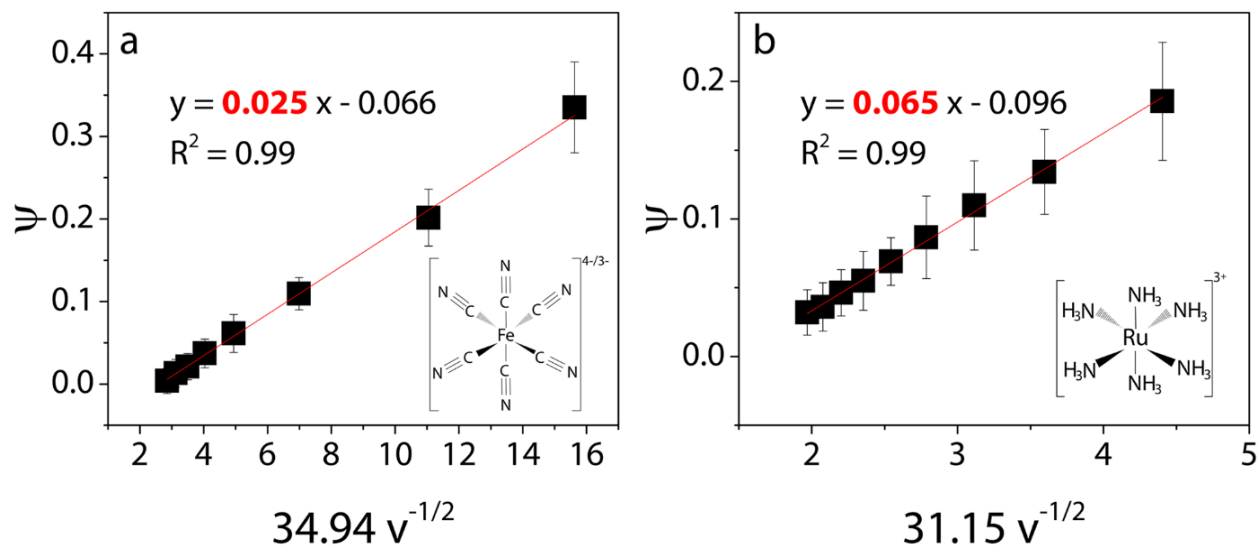 a
y = 0.025 x - 0.066
R² = 0.99
Ψ
0.4
0.3
0.2
0.1
0.0
4-/3-
N
N C N
C C
Fe
C C
N C N
N
2 4 6 8 10 12 14 16
34.94 v⁻¹/²
b
y = 0.065 x - 0.096
R² = 0.99
Ψ
0.2
0.1
0.0
3+
NH₃
H₃N NH₃
Ru
H₃N NH₃
NH₃
2 3 4 5
31.15 v⁻¹/²